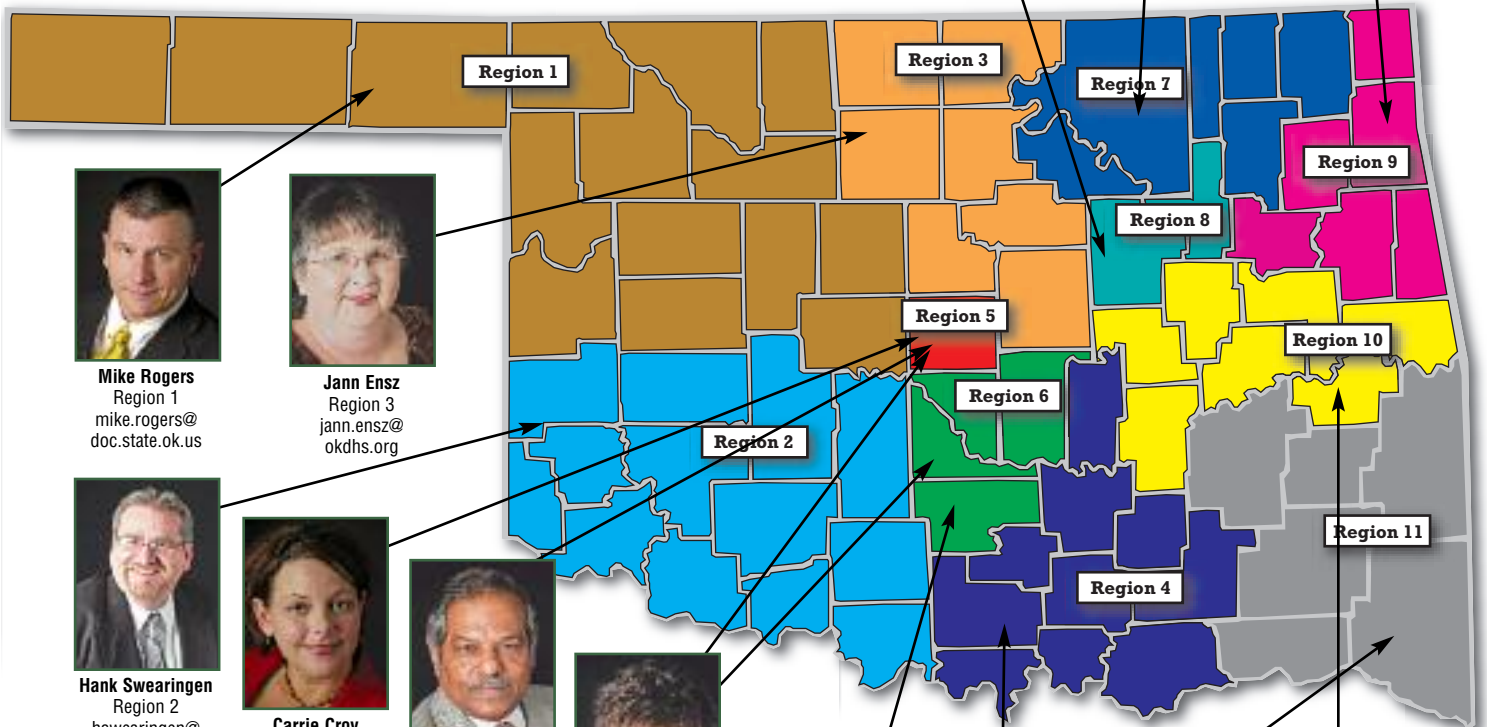 Region 1
Region 3
Region 7
Region 9
Region 8
Region 5
Region 10
Region 6
Region 2
Region 11
Region 4
Mike Rogers
Region 1
mike.rogers@
doc.state.ok.us
Jann Ensz
Region 3
jann.ensz@
okdhs.org
Hank Swearingen
Region 2
Carrie Croy